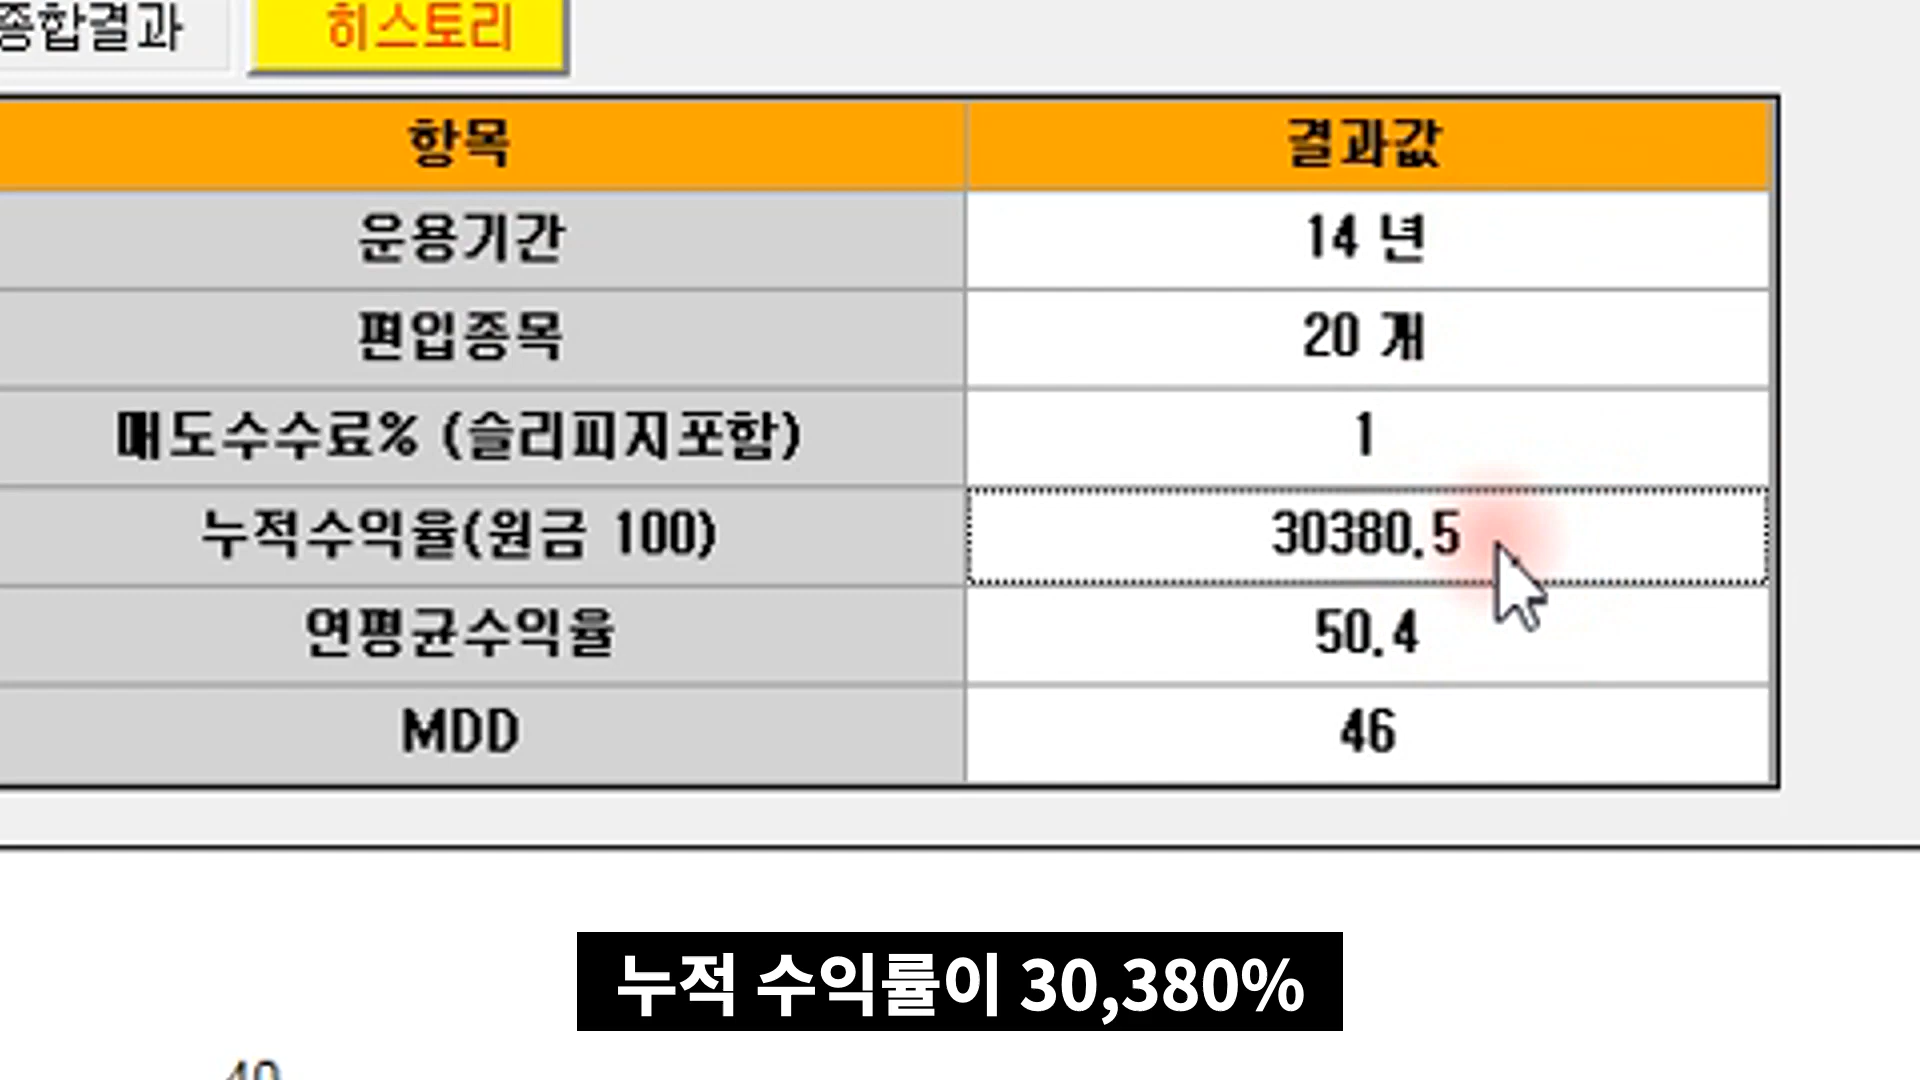 종합결과 히스토리
항목 결과값
운용기간 14 년
편입종목 20 개
매도수수료% (슬리피지포함) 1
누적수익율(원금 100) 30380.5
연평균수익율 50.4
MDD 46
누적 수익률이 30,380%
40